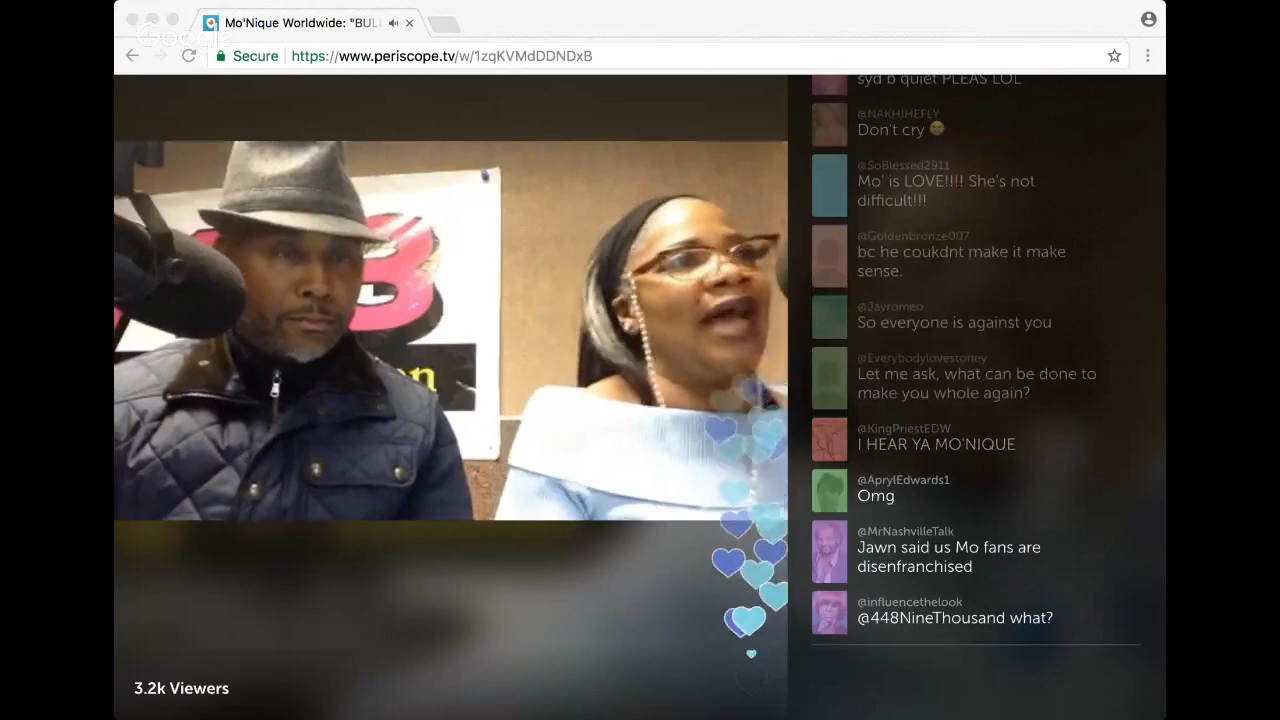 Mo'Nique Worldwide: "BUL
Google
Secure https://www.periscope.tv/w/1zqKVMdDDNDxB
syd b quiet PLEAS LOL
@NAKHIHEFLY
Don't cry 😭
@SoBlessed2911
Mo' is LOVE!!!! She's not
difficult!!!
@Goldenbronze007
bc he coukdnt make it make
sense.
@3ayromeo
So everyone is against you
@Everybodylovestoney
Let me ask, what can be done to
make you whole again?
@KingPriestEDW
I HEAR YA MO'NIQUE
@AprylEdwards1
Omg
@MrNashvilleTalk
Jawn said us Mo fans are
disenfranchised
@influencethelook
@448NineThousand what?
3.2k Viewers